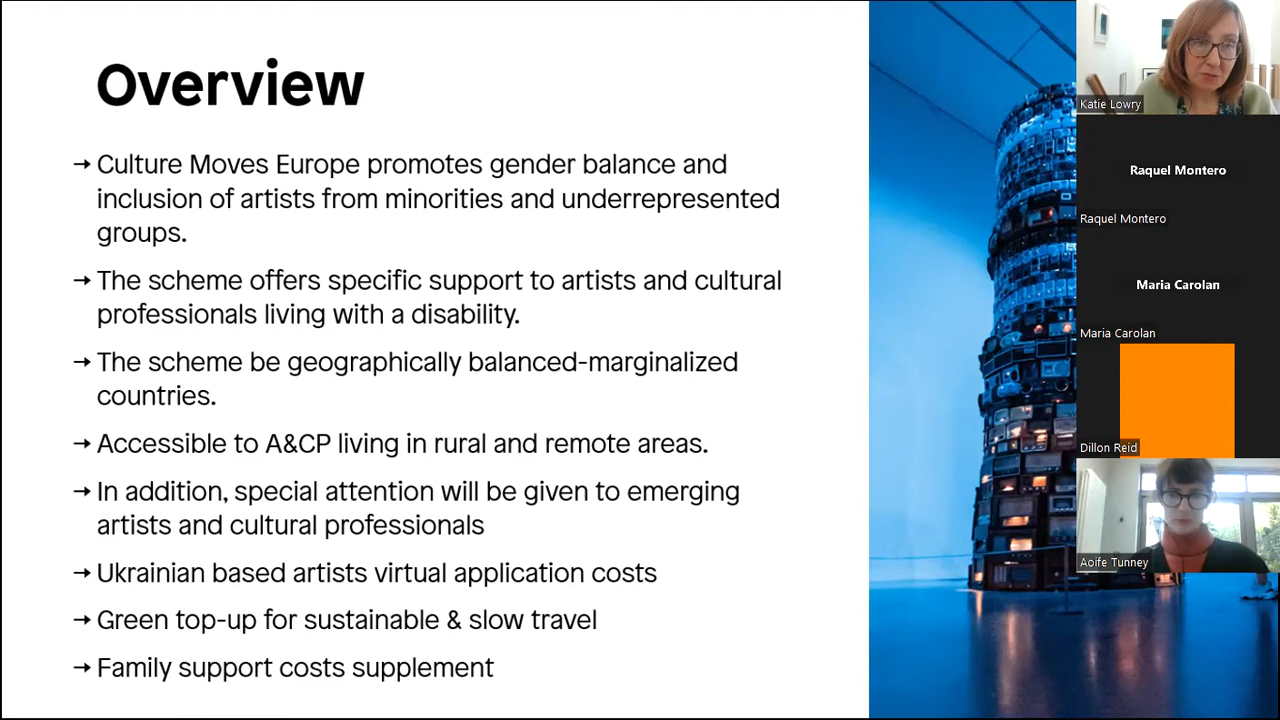 Overview
→ Culture Moves Europe promotes gender balance and
inclusion of artists from minorities and underrepresented
groups.
→ The scheme offers specific support to artists and cultural
professionals living with a disability.
→ The scheme be geographically balanced-marginalized
countries.
→ Accessible to A&CP living in rural and remote areas.
→ In addition, special attention will be given to emerging
artists and cultural professionals
→ Ukrainian based artists virtual application costs
→ Green top-up for sustainable & slow travel
→ Family support costs supplement
Katie Lowry
Raquel Montero
Raquel Montero
Maria Carolan
Maria Carolan
Dillon Reid
Aoife Tunney